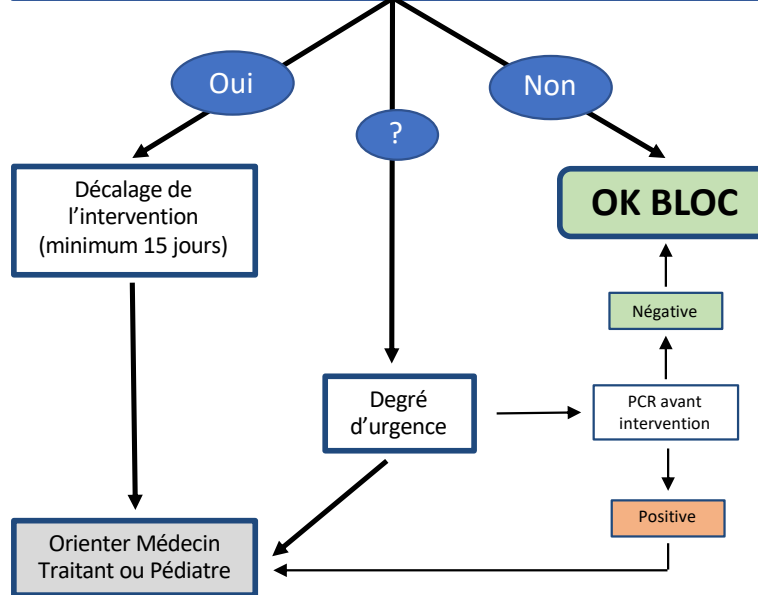 Oui
Non
?
Décalage de
l’intervention
(minimum 15 jours)
OK BLOC
Négative
Degré
d’urgence
PCR avant
intervention
Positive
Orienter Médecin
Traitant ou Pédiatre